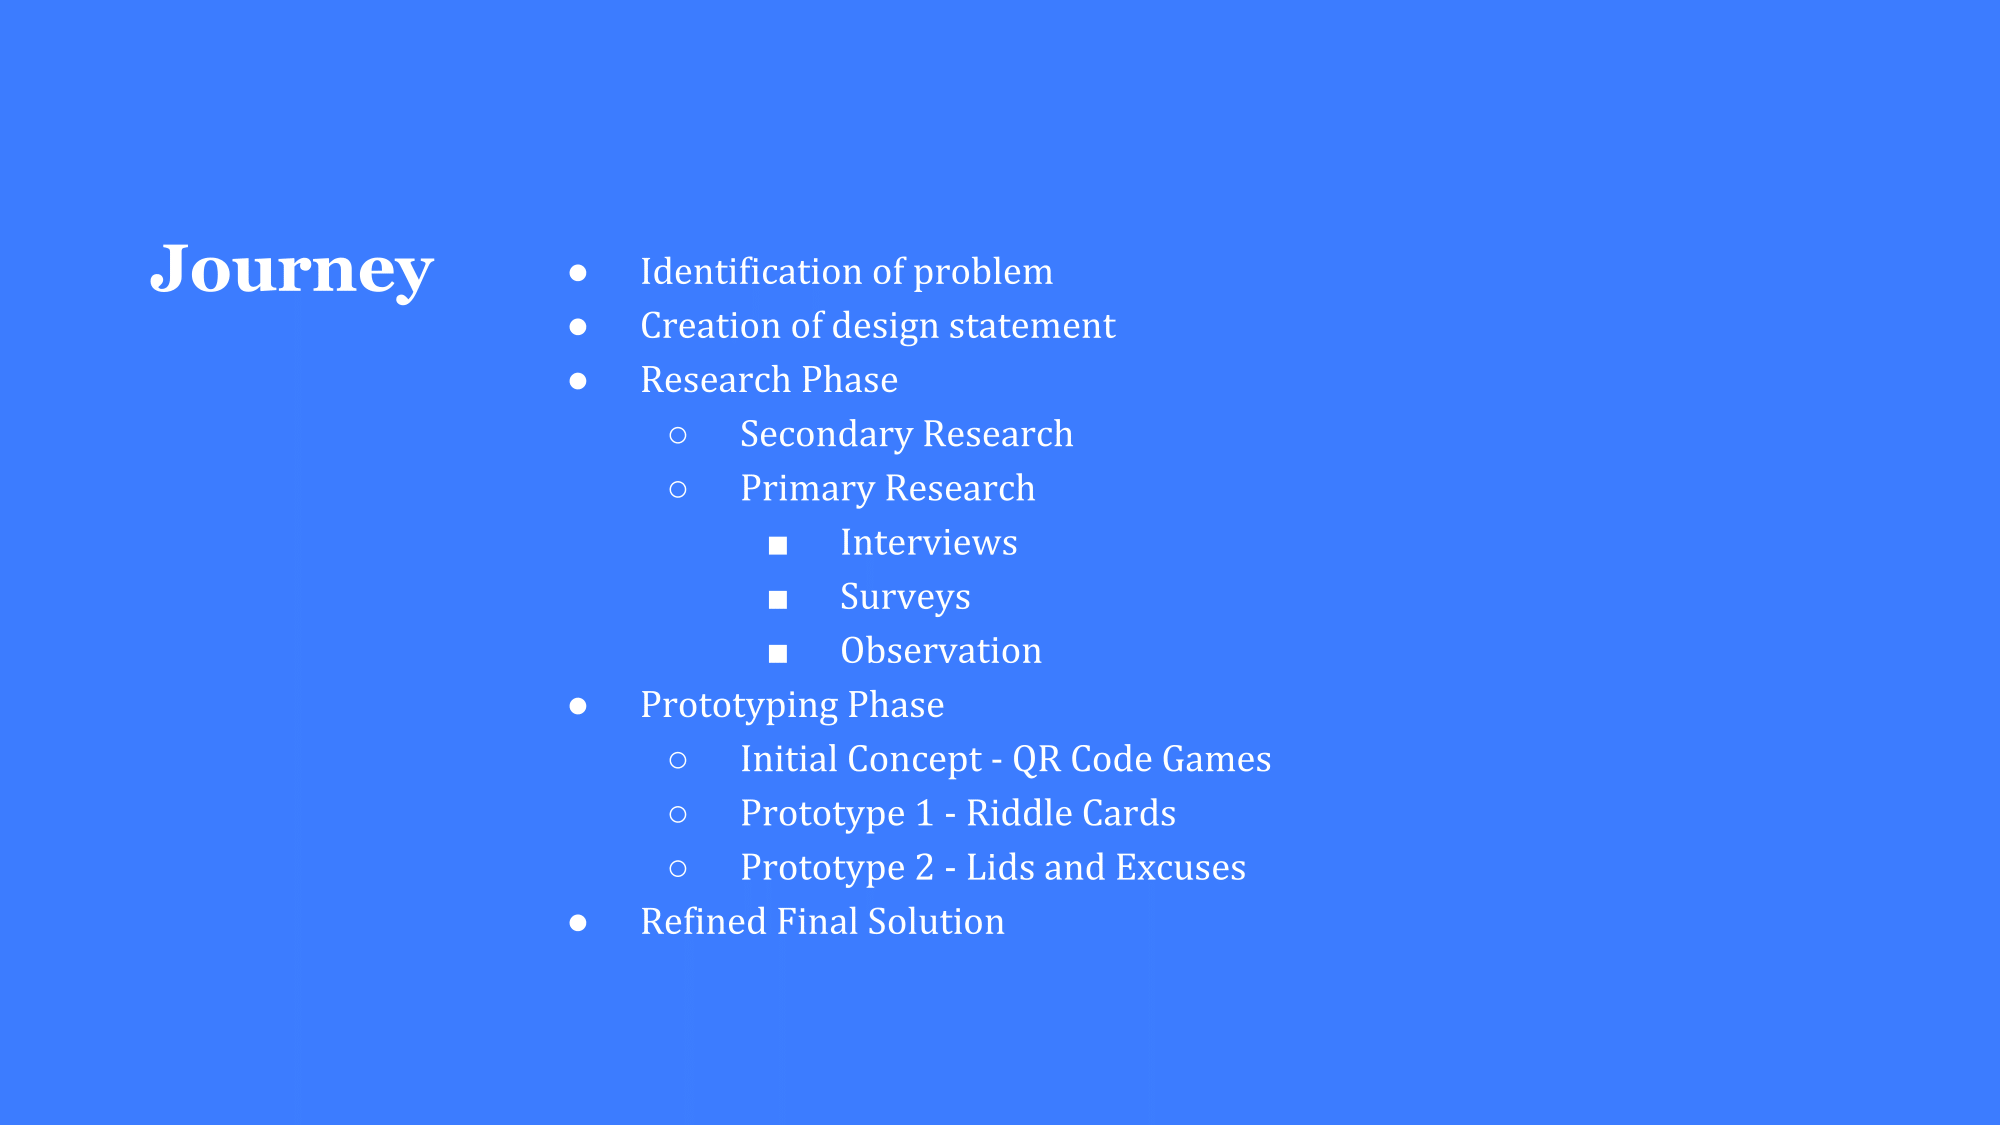 Journey
● Identification of problem
● Creation of design statement
● Research Phase
○ Secondary Research
○ Primary Research
■ Interviews
■ Surveys
■ Observation
● Prototyping Phase
○ Initial Concept - QR Code Games
○ Prototype 1 - Riddle Cards
○ Prototype 2 - Lids and Excuses
● Refined Final Solution